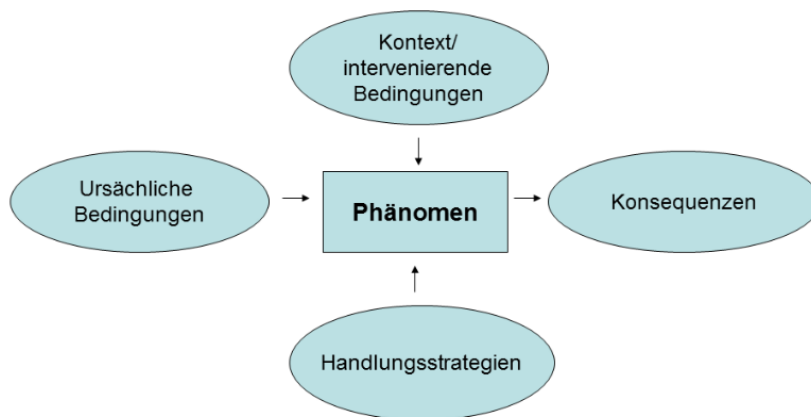 Kontext/
intervenierende
Bedingungen
Ursächliche
Bedingungen
Phänomen
Konsequenzen
Handlungsstrategien